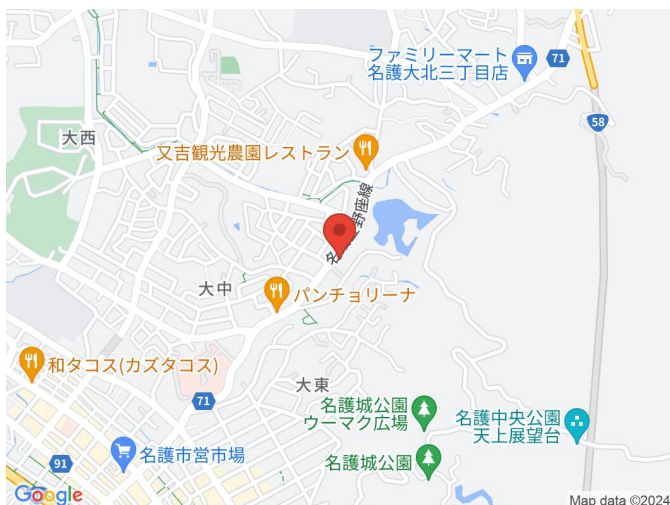 ファミリーマート
名護大北三丁目店
71
58
大西
又吉観光農園レストラン
野座線
大中
パンチョリーナ
和タコス(カズタコス)
大東
71
名護城公園
ウーマク広場
名護中央公園
天上展望台
91
名護市営市場
名護城公園
Google
Map data ©2024